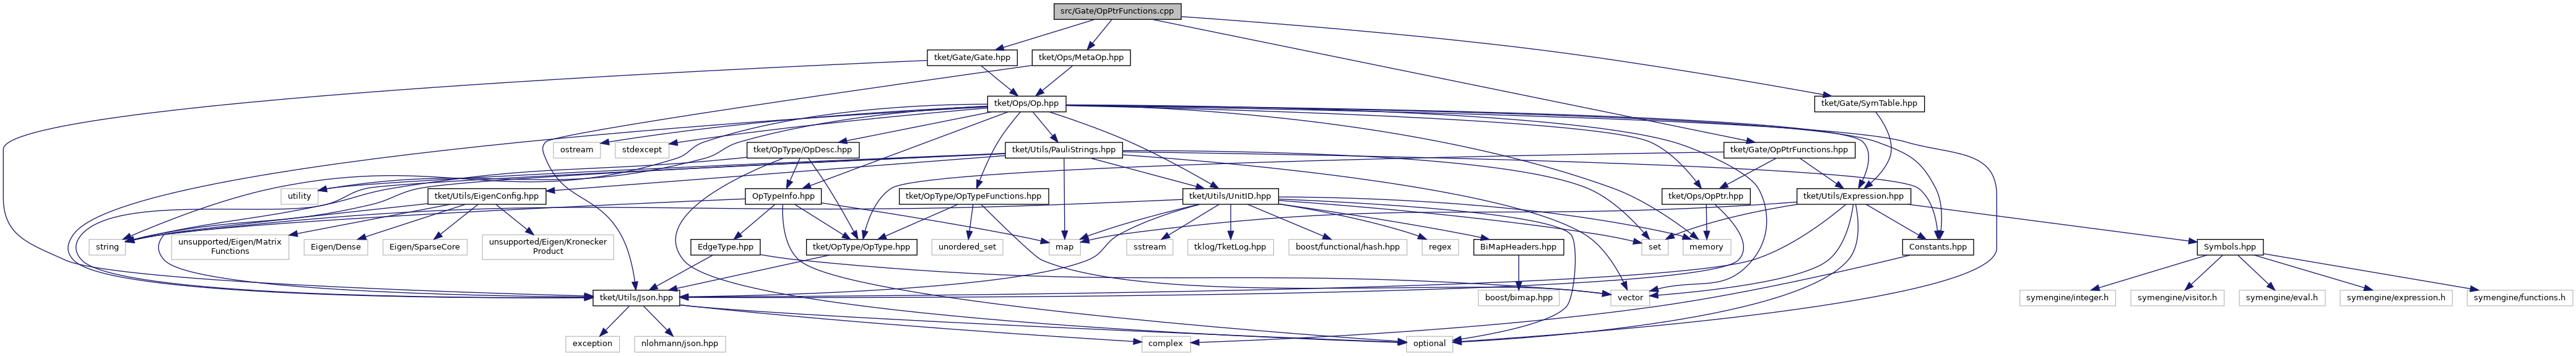 src/Gate/OpPtrFunctions.cpp
tket/Gate/Gate.hpp
tket/Ops/MetaOp.hpp
tket/Ops/Op.hpp
tket/Gate/SymTable.hpp
ostream
stdexcept
tket/OpType/OpDesc.hpp
tket/Utils/PauliStrings.hpp
tket/Gate/OpPtrFunctions.hpp
utility
tket/Utils/EigenConfig.hpp
OpTypeInfo.hpp
tket/OpType/OpTypeFunctions.hpp
tket/Utils/UnitID.hpp
tket/Ops/OpPtr.hpp
tket/Utils/Expression.hpp
string
unsupported/Eigen/Matrix
Functions
Eigen/Dense
Eigen/SparseCore
unsupported/Eigen/Kronecker
Product
EdgeType.hpp
tket/OpType/OpType.hpp
unordered_set
map
sstream
tklog/TketLog.hpp
boost/functional/hash.hpp
regex
BiMapHeaders.hpp
set
memory
Constants.hpp
Symbols.hpp
tket/Utils/Json.hpp
boost/bimap.hpp
vector
symengine/integer.h
symengine/visitor.h
symengine/eval.h
symengine/expression.h
symengine/functions.h
exception
nlohmann/json.hpp
complex
optional